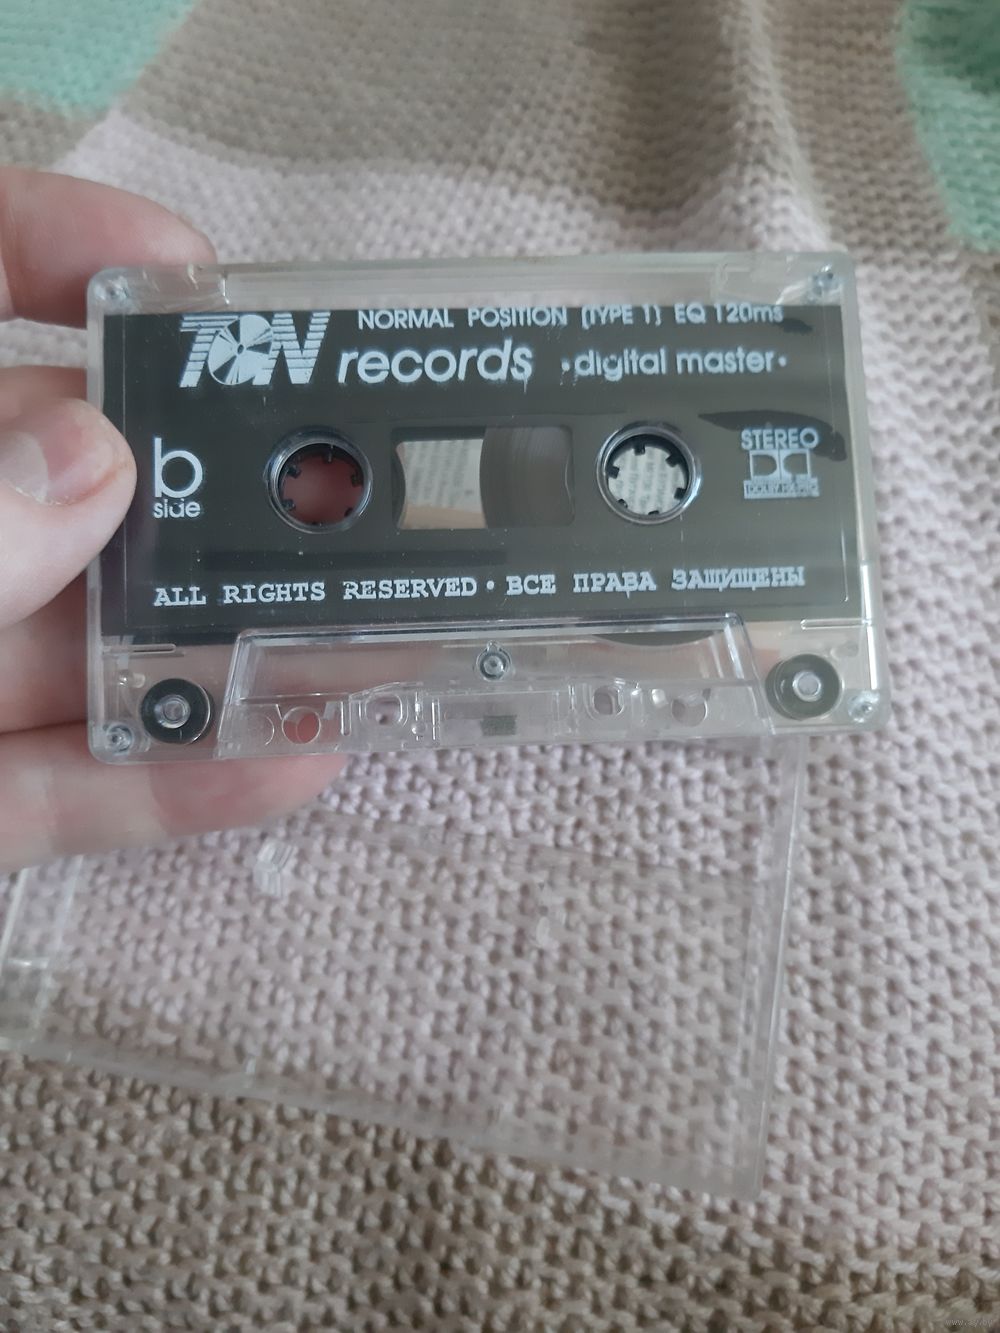 NORMAL POSITION (TYPE 1) EQ 120ms
TON records • digital master •
b
side
STEREO
ALL RIGHTS RESERVED • ВСЕ ПРАВА ЗАЩИЩЕНЫ